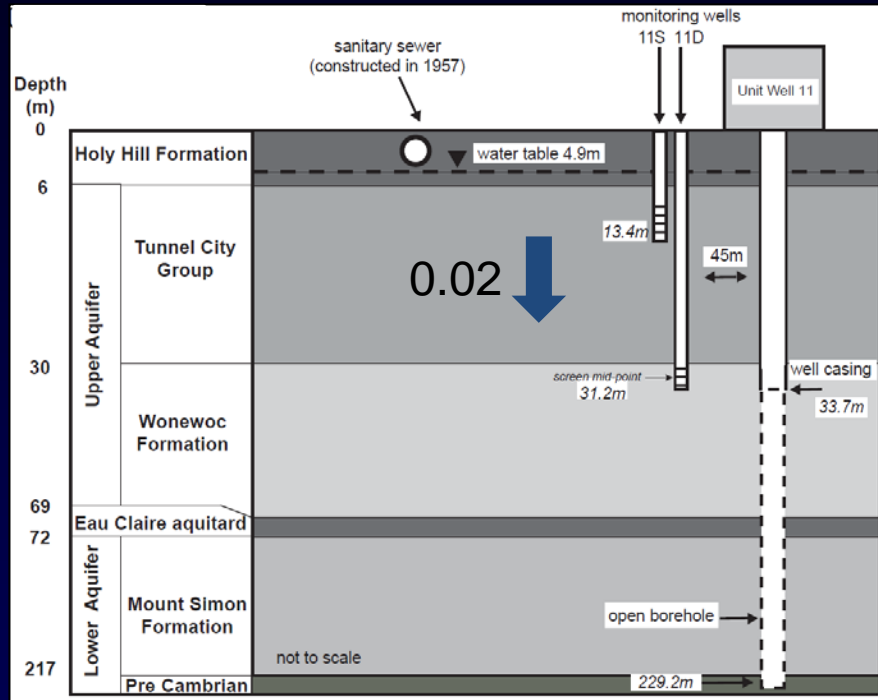 monitoring wells
11S 11D
sanitary sewer
(constructed in 1957)
Unit Well 11
Depth
(m)
0
Holy Hill Formation
water table 4.9m
6
Upper Aquifer
Tunnel City
Group
13.4m
45m
0.02
30
screen mid-point
31.2m
well casing
33.7m
Wonewoc
Formation
69
Eau Claire aquitard
72
Lower Aquifer
Mount Simon
Formation
open borehole
not to scale
217
Pre Cambrian
229.2m